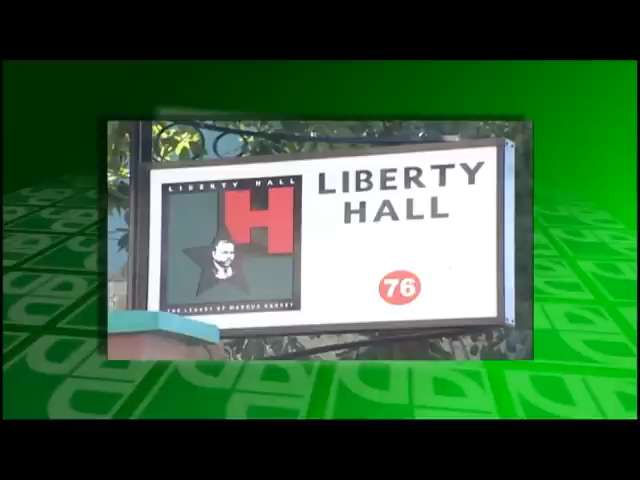 LIBERTY HALL
H
THE LEGACY OF MARCUS GARVEY
LIBERTY
HALL
76